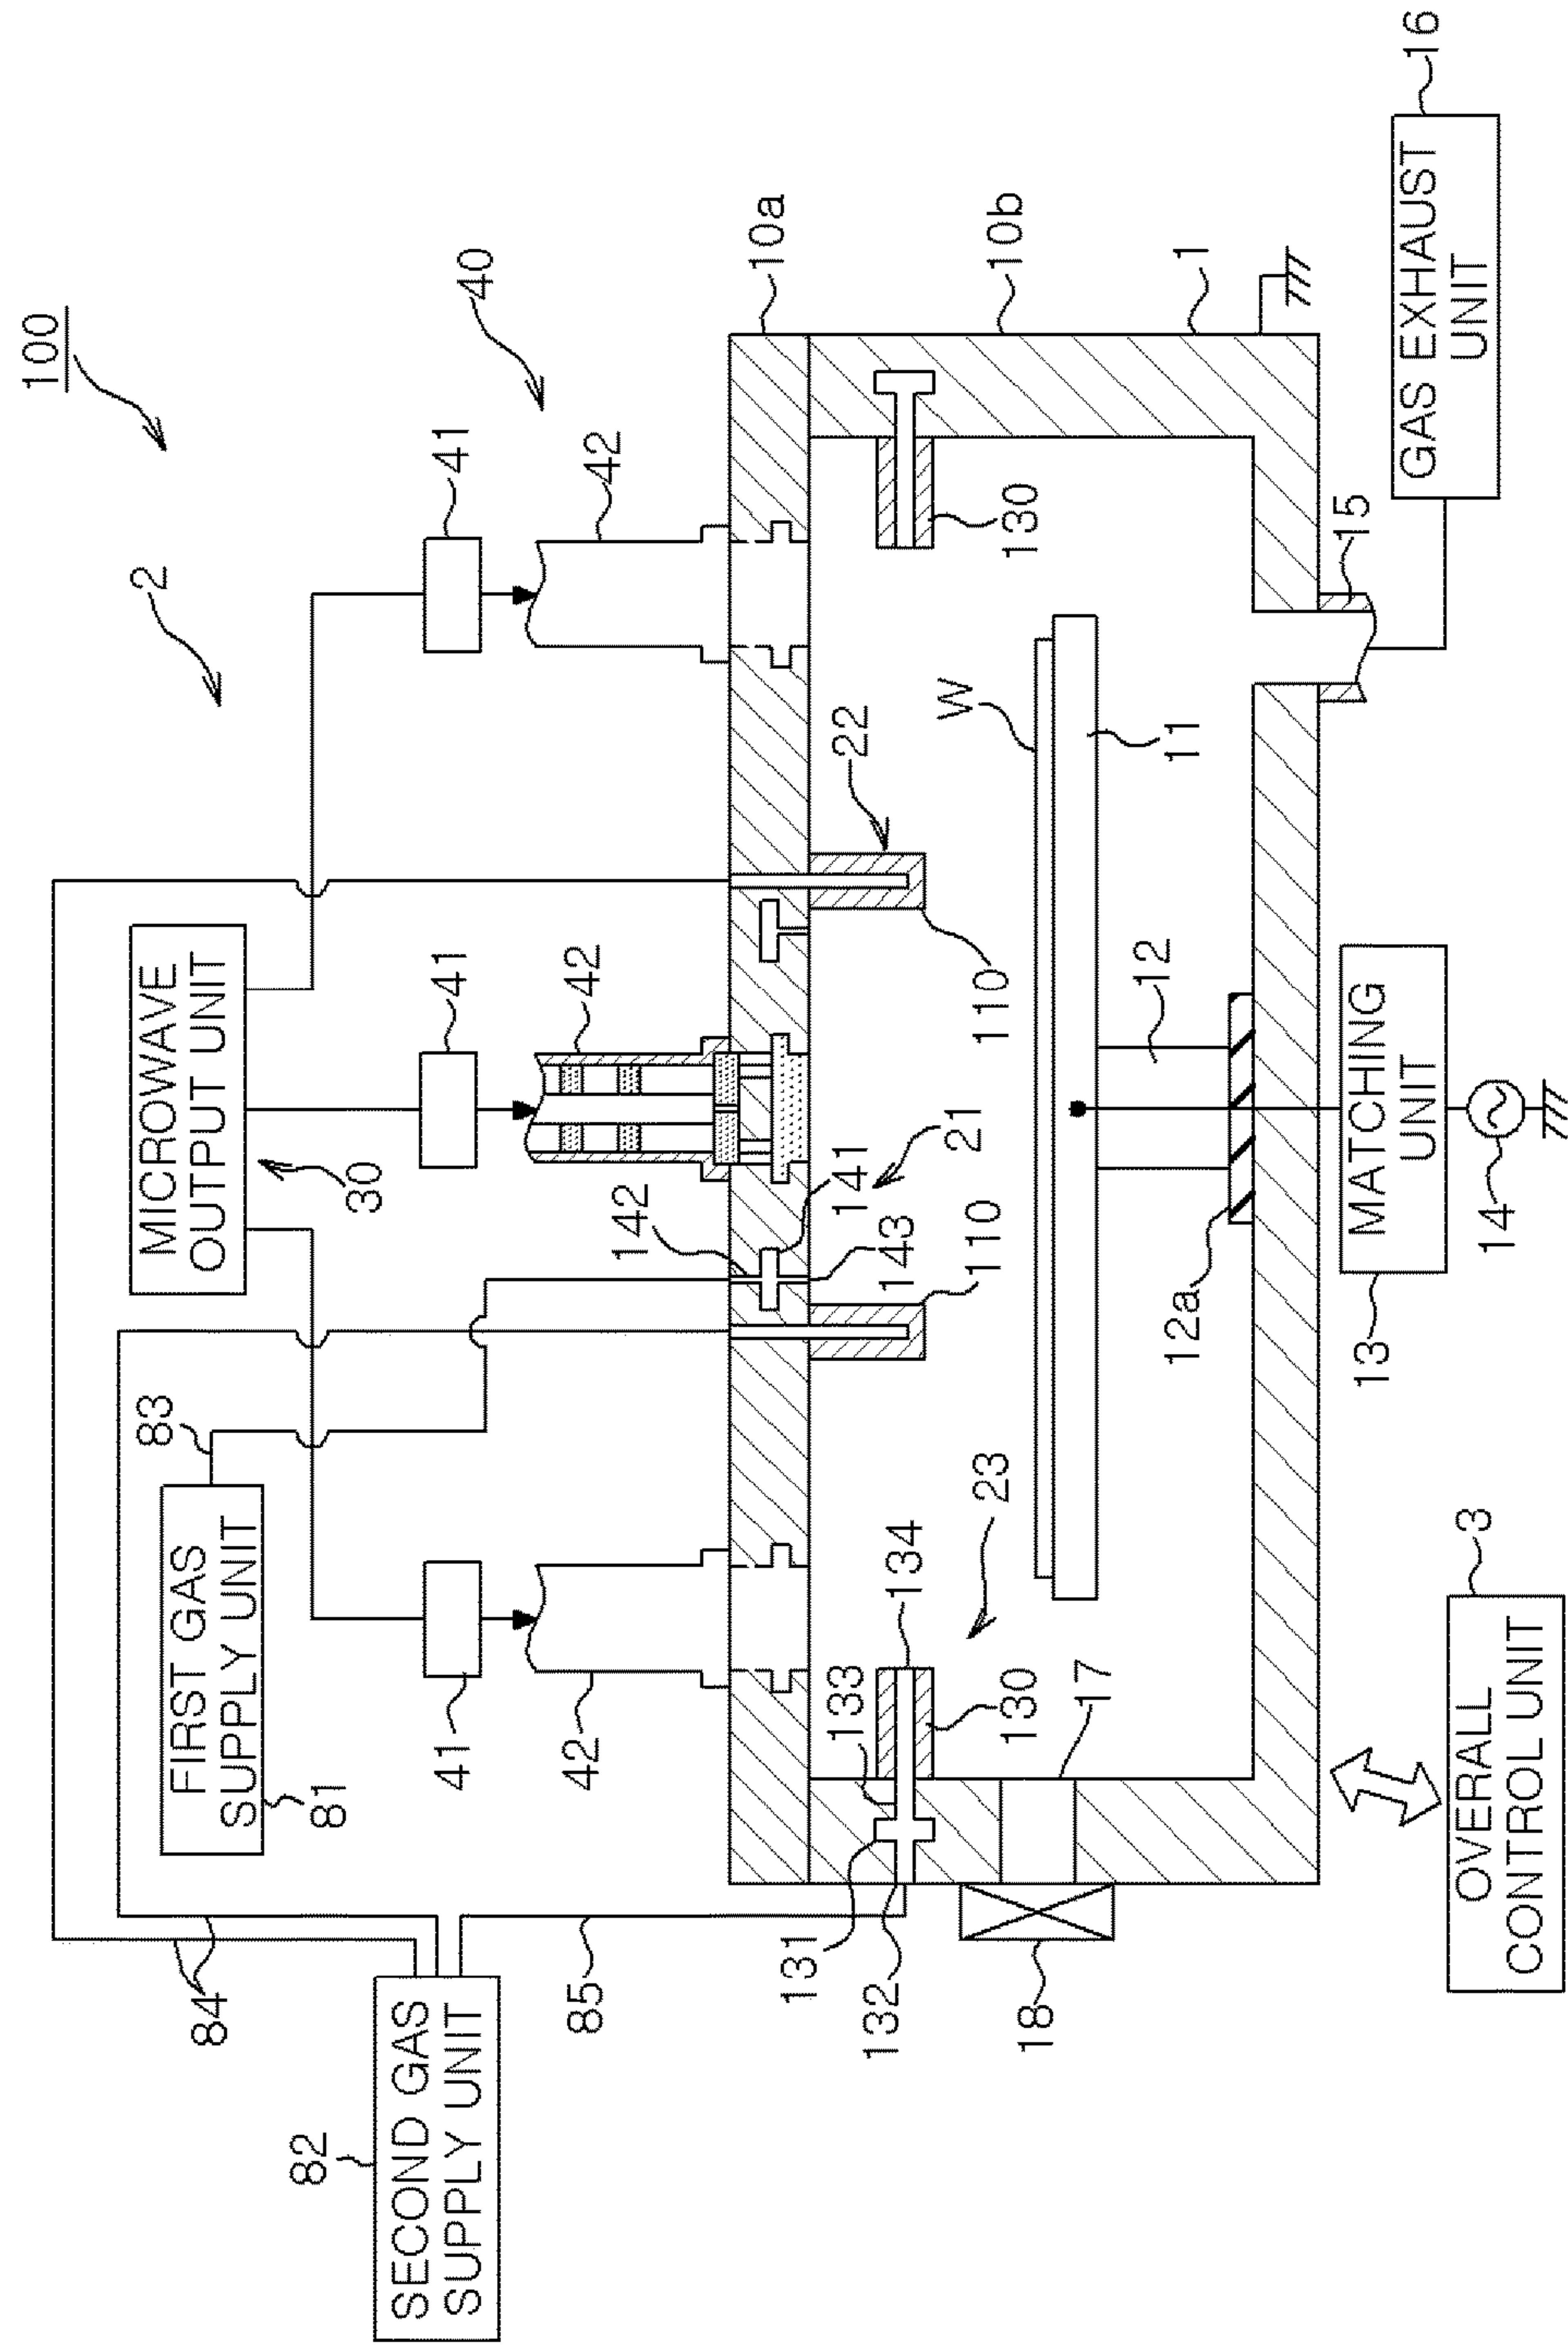 100
2
40
MICROWAVE
OUTPUT UNIT
30
FIRST GAS
SUPPLY UNIT
81
83
SECOND GAS
SUPPLY UNIT
82
84
85
41
41
41
42
42
42
10a
10b
1
142
141
21
143
110
110
22
W
11
12
12a
130
130
131
132
133
134
23
17
18
15
GAS EXHAUST
UNIT
16
MATCHING
UNIT
13
14
OVERALL
CONTROL UNIT
3